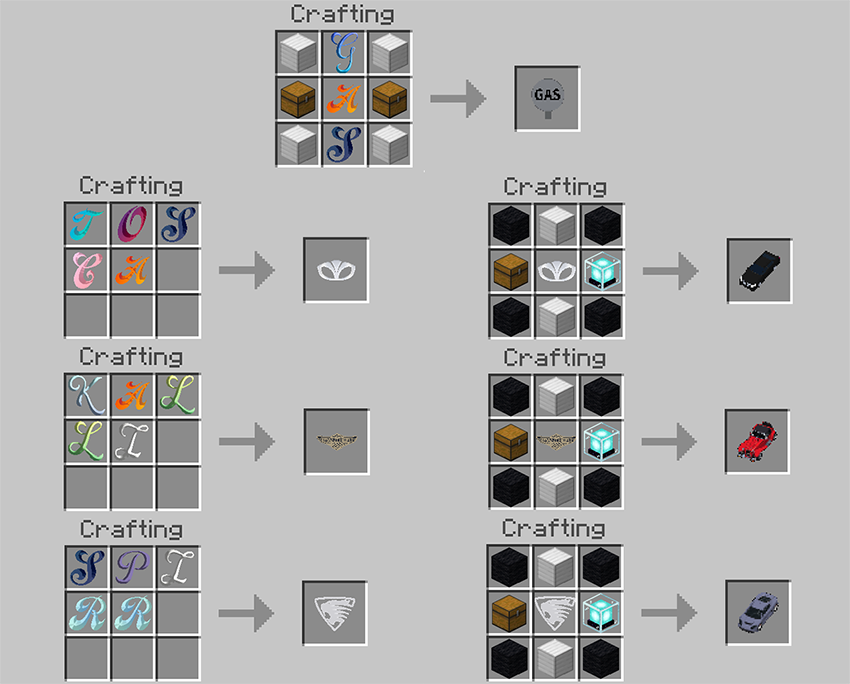 Crafting
G
A GAS
S
Crafting Crafting
T O S
C A
Crafting Crafting
K A L
L I
Crafting Crafting
S P I
R R